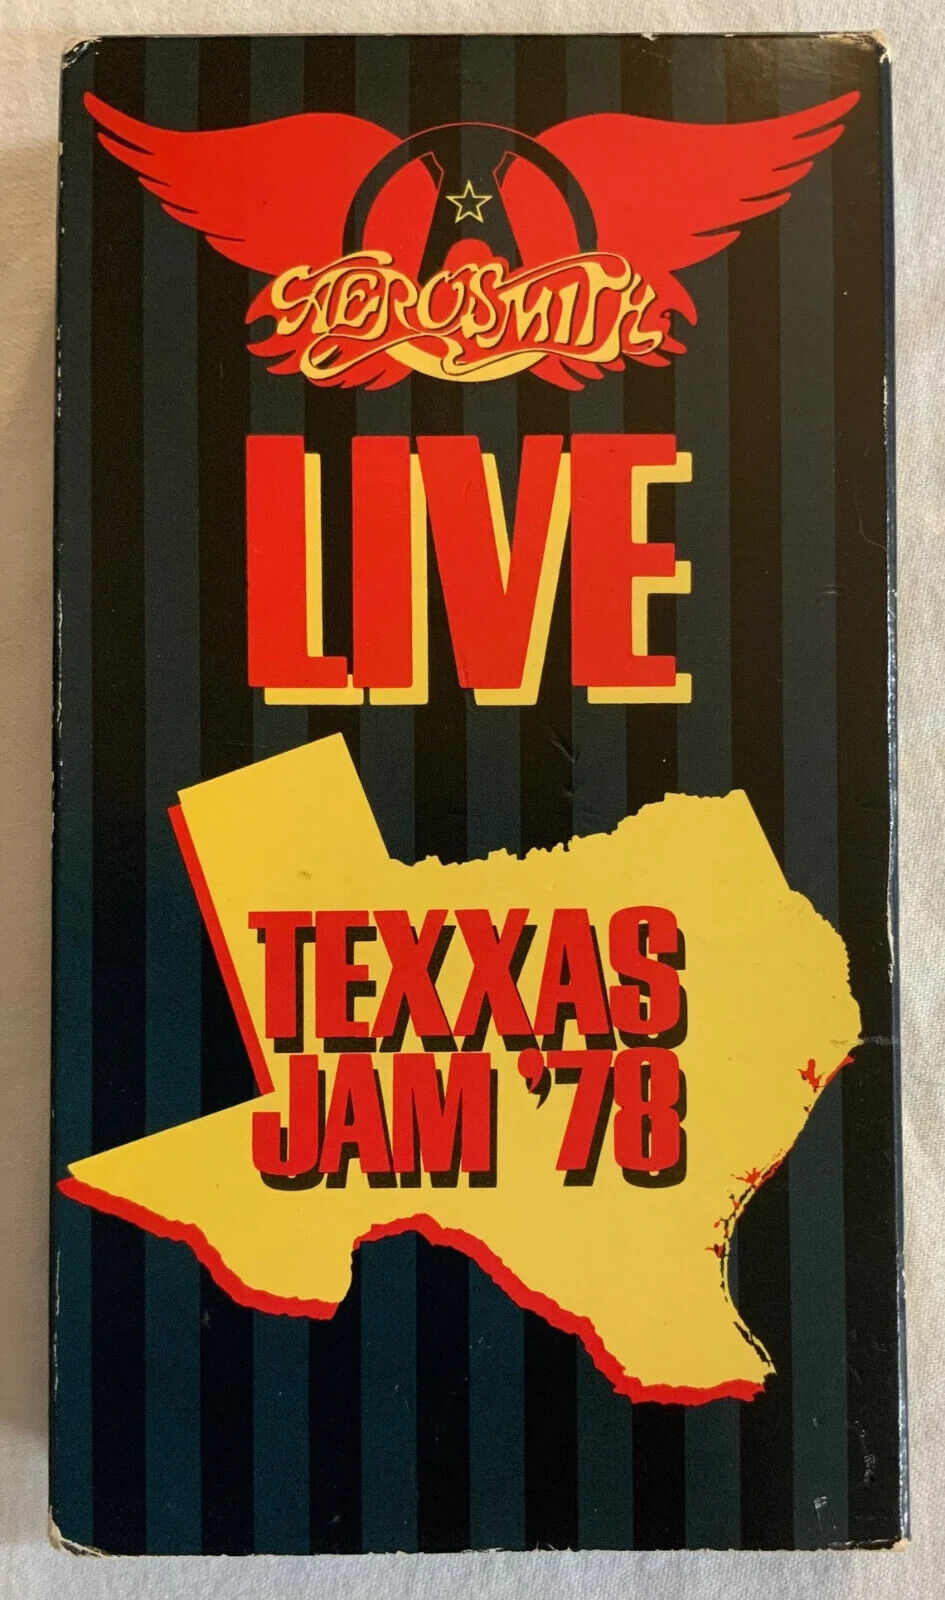 AEROSMITH
LIVE
TEXXAS
JAM '78